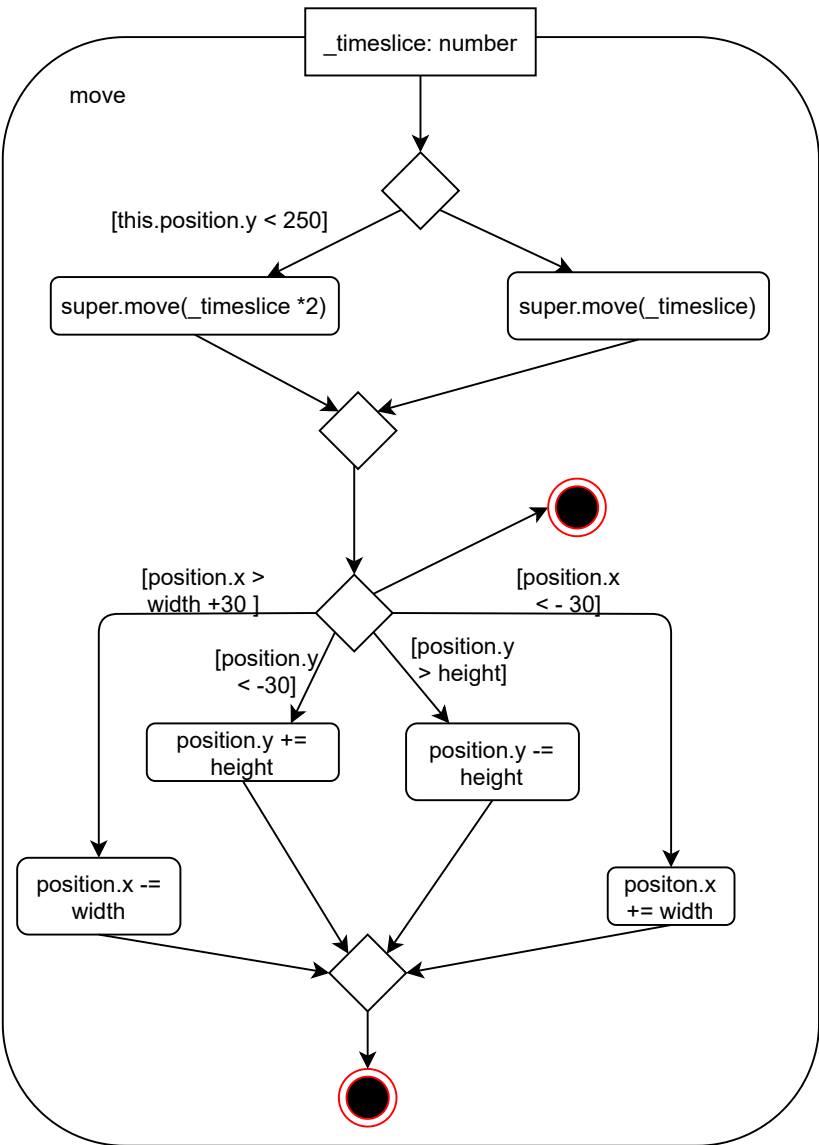 _timeslice: number
move
[this.position.y < 250]
super.move(_timeslice *2)
super.move(_timeslice)
[position.x >
width +30 ]
[position.x
< - 30]
[position.y
< -30]
[position.y
> height]
position.y +=
height
position.y -=
height
position.x -=
width
positon.x
+= width